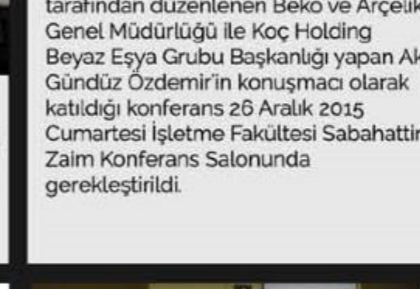 tarafından düzenlenen Beko ve Arçelik
Genel Müdürlüğü ile Koç Holding
Beyaz Eşya Grubu Başkanlığı yapan
Gündüz Özdemir'in konuşmacı olarak
katıldığı konferans 26 Aralık 2015
Cumartesi İşletme Fakültesi Sabahattin
Zaim Konferans Salonunda
gerekleştirildi.